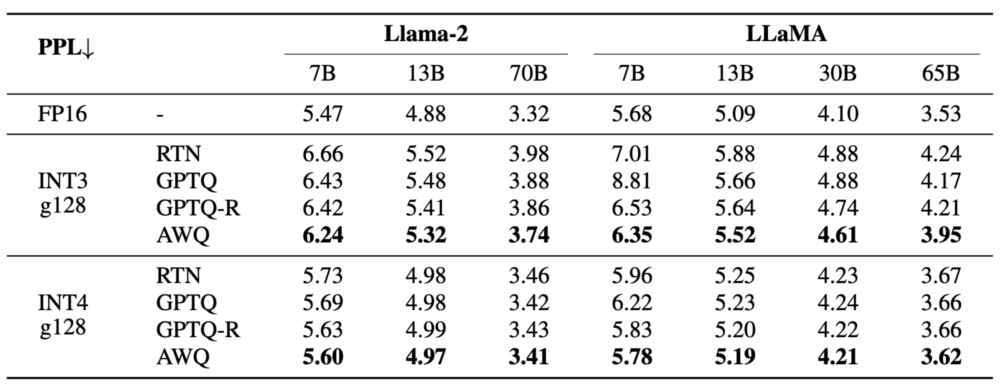 Llama-2 LLaMA
PPL↓
7B 13B 70B 7B 13B 30B 65B
FP16 - 5.47 4.88 3.32 5.68 5.09 4.10 3.53
RTN 6.66 5.52 3.98 7.01 5.88 4.88 4.24
INT3 GPTQ 6.43 5.48 3.88 8.81 5.66 4.88 4.17
g128 GPTQ-R 6.42 5.41 3.86 6.53 5.64 4.74 4.21
AWQ 6.24 5.32 3.74 6.35 5.52 4.61 3.95
RTN 5.73 4.98 3.46 5.96 5.25 4.23 3.67
INT4 GPTQ 5.69 4.98 3.42 6.22 5.23 4.24 3.66
g128 GPTQ-R 5.63 4.99 3.43 5.83 5.20 4.22 3.66
AWQ 5.60 4.97 3.41 5.78 5.19 4.21 3.62